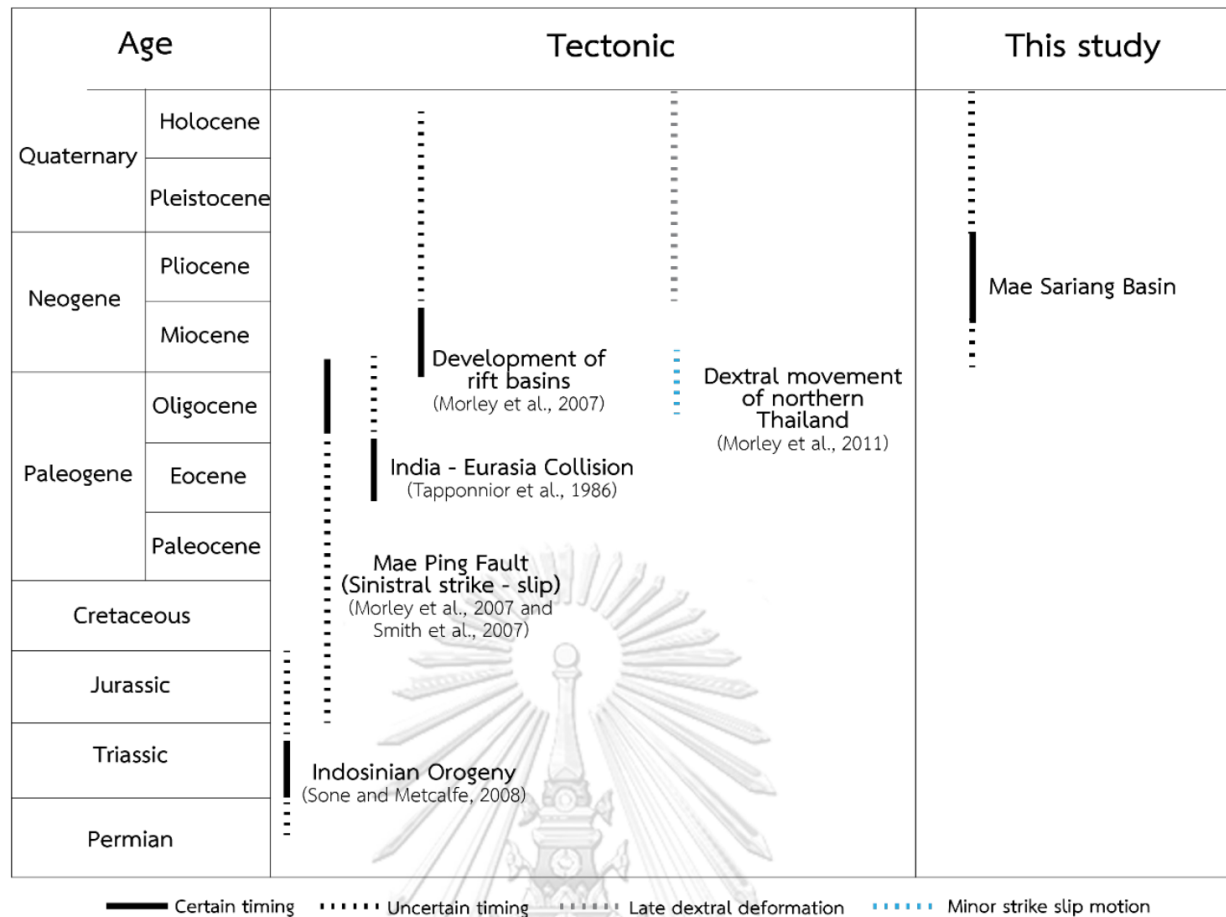 Age
Tectonic
This study
Quaternary
Holocene
Pleistocene
Neogene
Pliocene
Miocene
Paleogene
Oligocene
Eocene
Paleocene
Cretaceous
Jurassic
Triassic
Permian
Development of
rift basins
(Morley et al., 2007)
Dextral movement
of northern
Thailand
(Morley et al., 2011)
India - Eurasia Collision
(Tapponnior et al., 1986)
Mae Ping Fault
(Sinistral strike - slip)
(Morley et al., 2007 and
Smith et al., 2007)
Indosinian Orogeny
(Sone and Metcalfe, 2008)
Mae Sariang Basin
Certain timing
Uncertain timing
Late dextral deformation
Minor strike slip motion